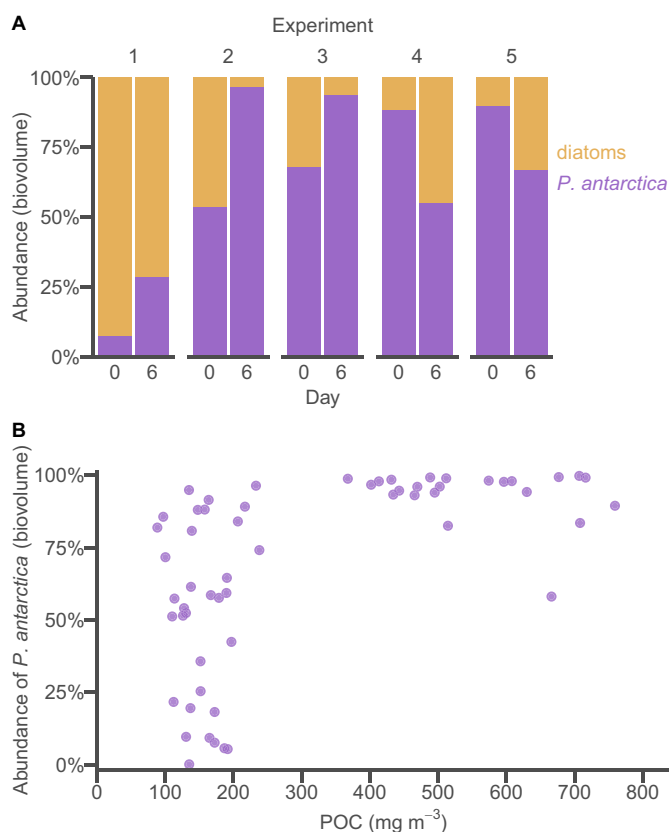 A
Experiment
1 2 3 4 5
100%
75%
50%
25%
0%
Abundance (biovolume)
diatoms
P. antarctica
0 6 0 6 0 6 0 6 0 6
Day
B
100%
75%
50%
25%
0%
Abundance of P. antarctica (biovolume)
0 100 200 300 400 500 600 700 800
POC (mg m⁻³)